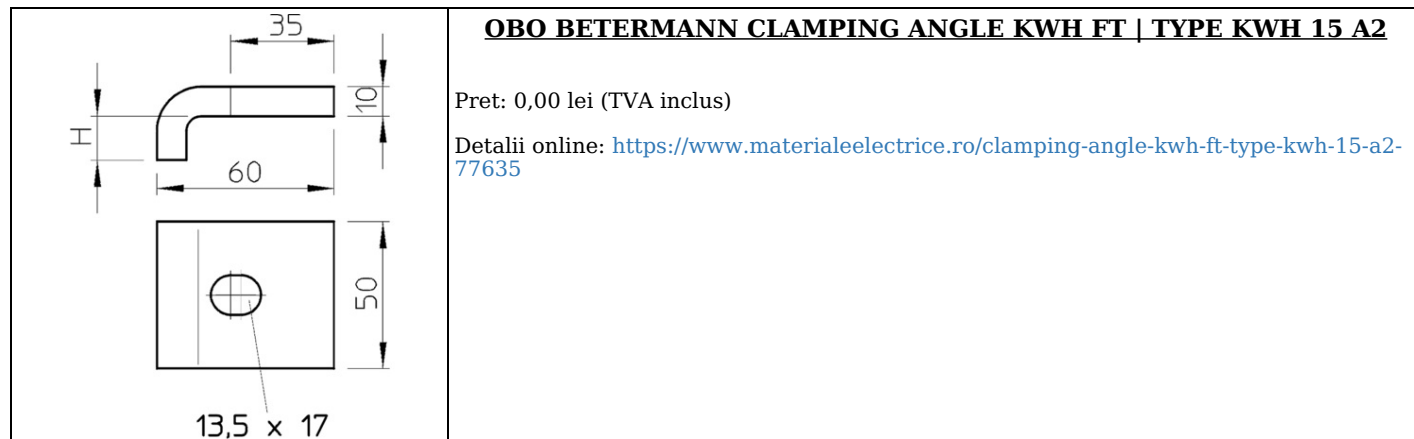 35
10
H
60
50
13,5 x 17
OBO BETERMANN CLAMPING ANGLE KWH FT | TYPE KWH 15 A2
Pret: 0,00 lei (TVA inclus)
Detalii online: https://www.materialeelectrice.ro/clamping-angle-kwh-ft-type-kwh-15-a2-
77635